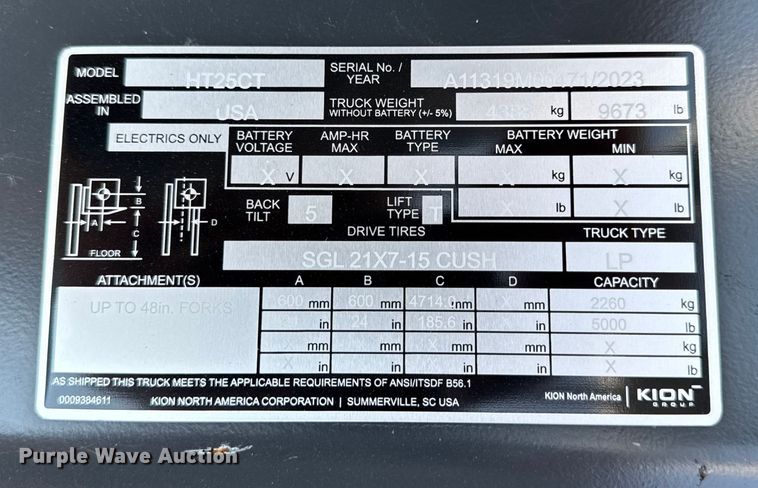 MODEL HT25CT SERIAL No. / YEAR /2023
ASSEMBLED IN USA TRUCK WEIGHT WITHOUT BATTERY (+/- 5%) kg 9673 lb
ELECTRICS ONLY BATTERY VOLTAGE AMP-HR MAX BATTERY TYPE BATTERY WEIGHT MAX MIN
X V X X X kg X kg
X lb X lb
BACK TILT 5 LIFT TYPE T
A B C D FLOOR
DRIVE TIRES TRUCK TYPE
SGL 21X7-15 CUSH LP
ATTACHMENT(S) A B C D CAPACITY
UP TO 48in. FORKS 600 mm 600 mm mm X mm 2260 kg
in 24 in 185.6 in X in 5000 lb
X mm X mm X mm X mm X kg
X in X in X in X in X lb
AS SHIPPED THIS TRUCK MEETS THE APPLICABLE REQUIREMENTS OF ANSI/ITSDF B56.1
0009384611 KION NORTH AMERICA CORPORATION | SUMMERVILLE, SC USA KION North America | KION GROUP
Purple Wave Auction